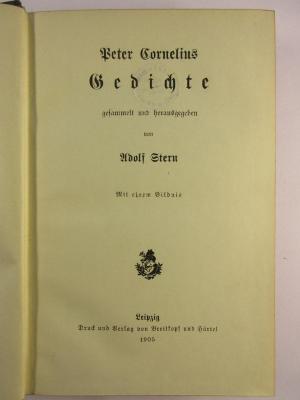 Peter Cornelius
Gedichte
gesammelt und herausgegeben
von
Adolf Stern
Mit einem Bildnis
Leipzig
Druck und Verlag von Breitkopf und Härtel
1905